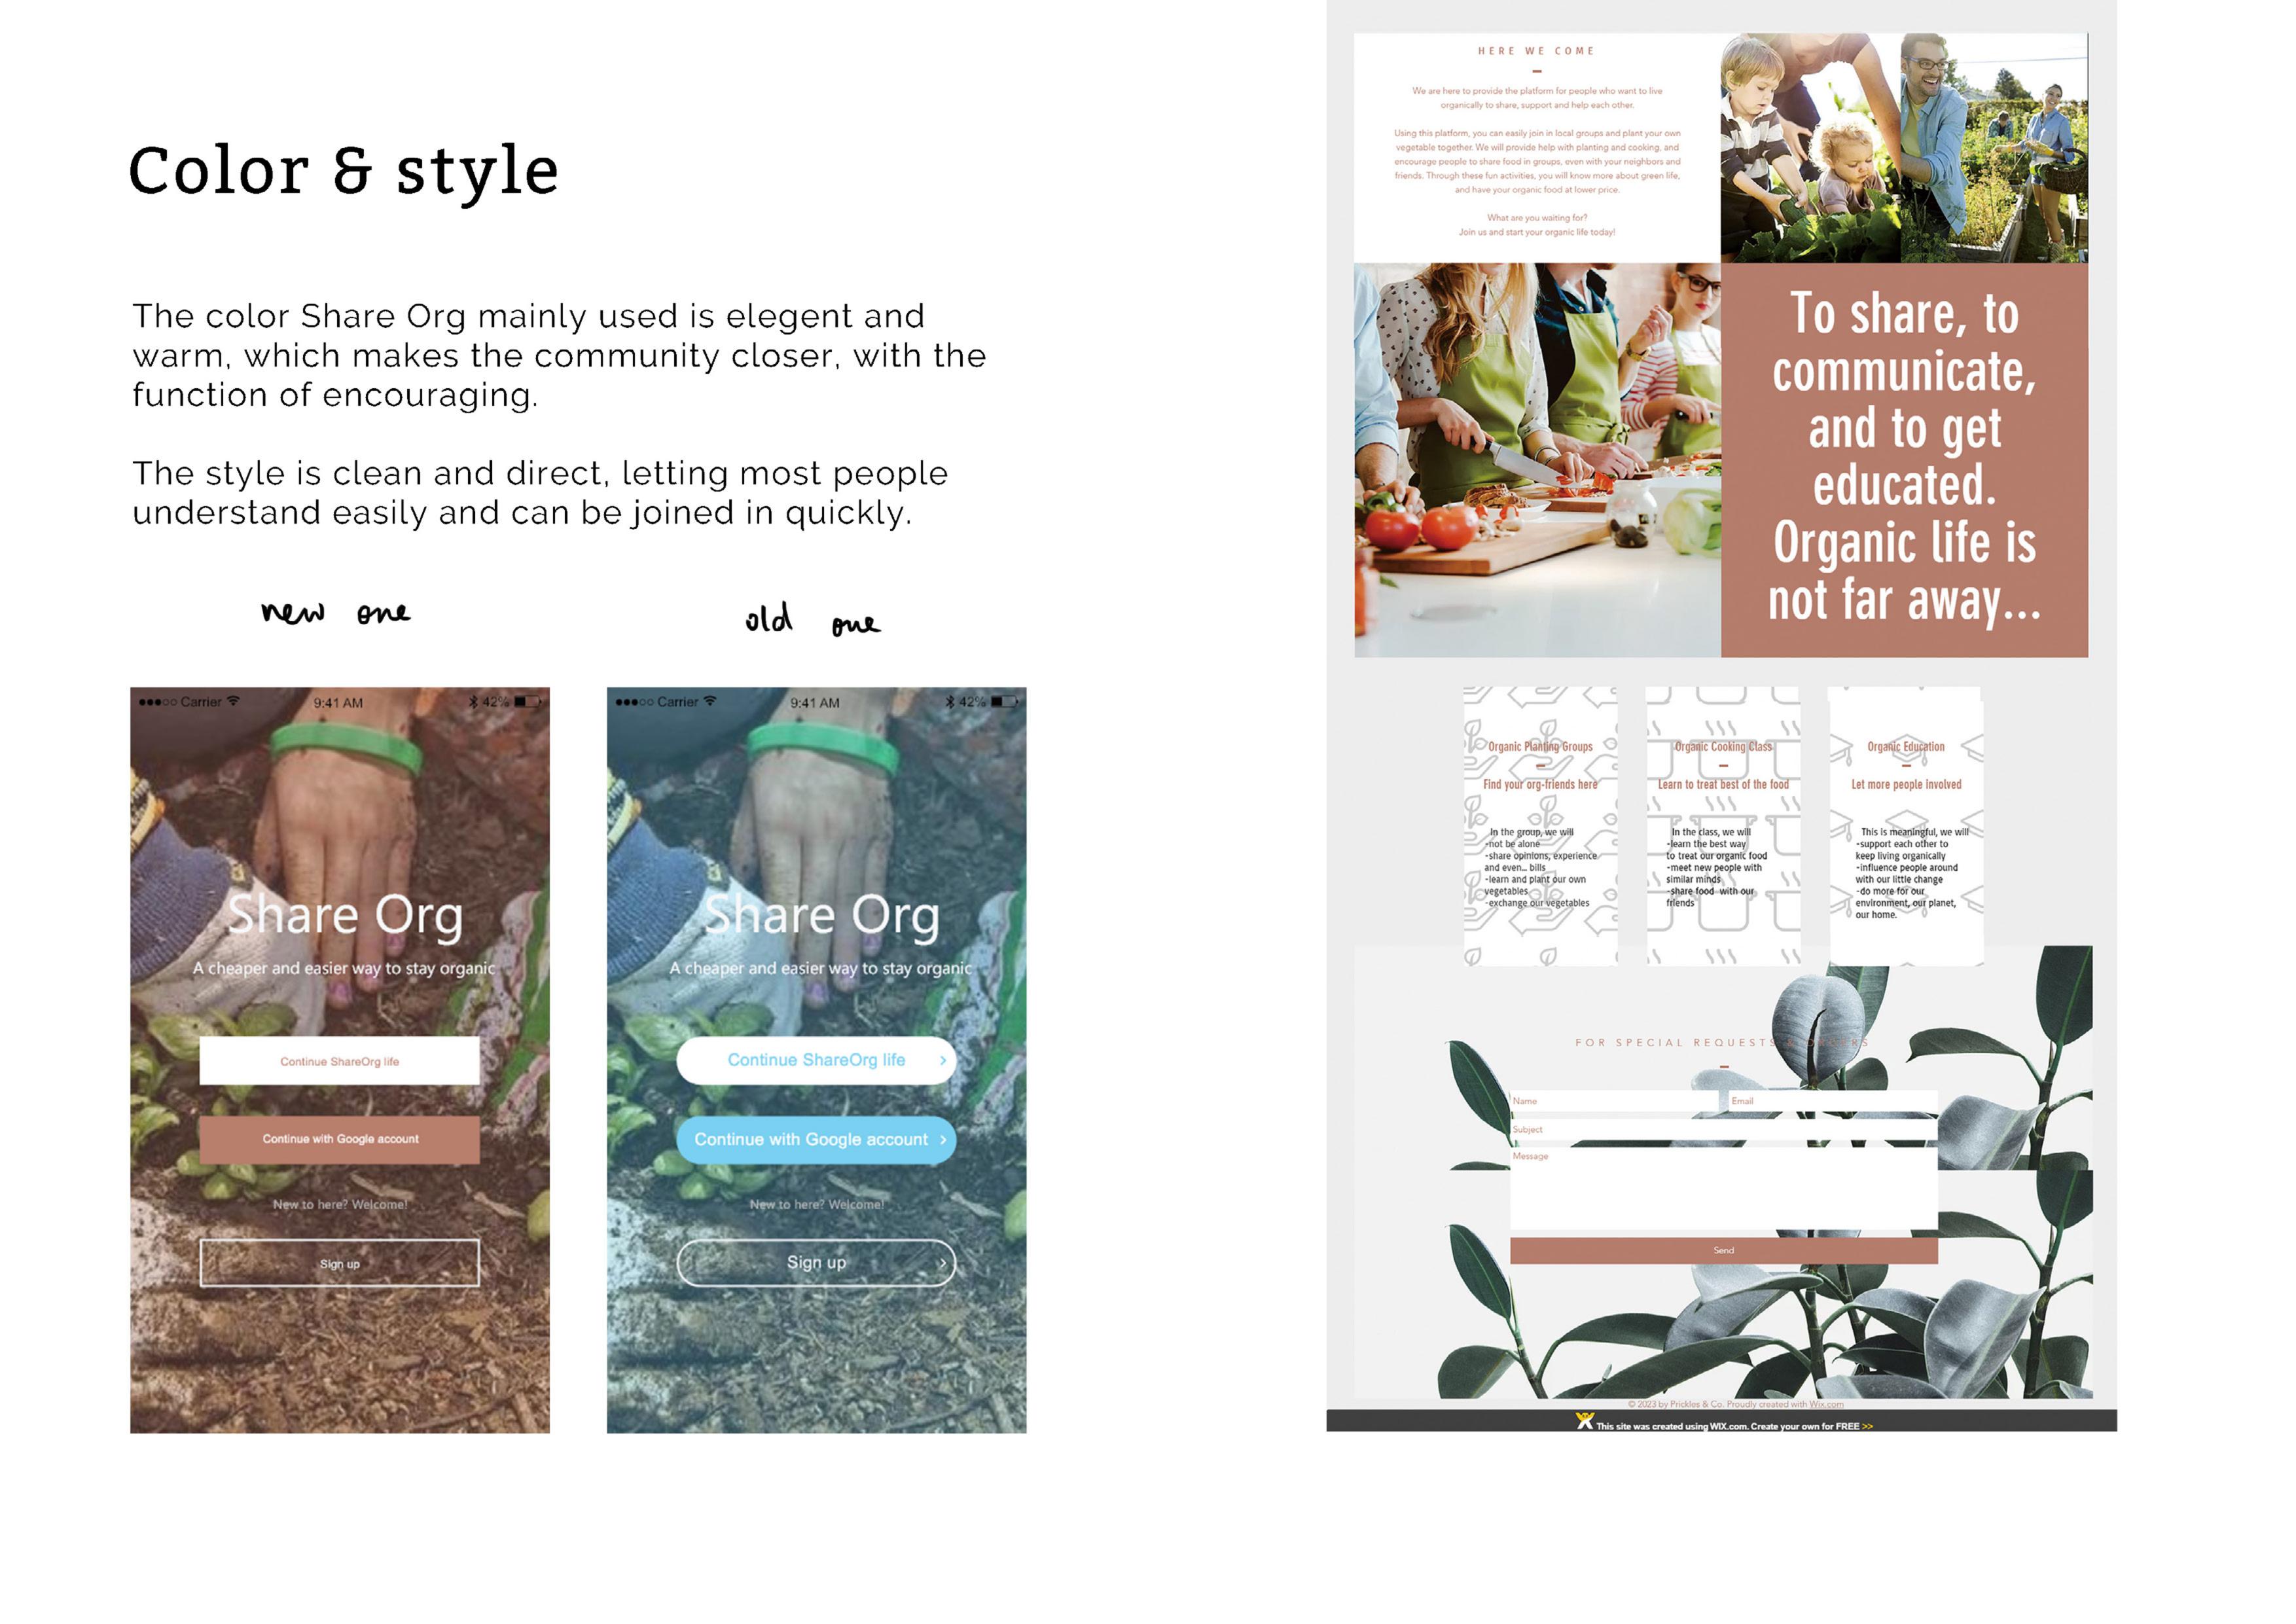 Color & style
The color Share Org mainly used is elegent and
warm, which makes the community closer, with the
function of encouraging.
The style is clean and direct, letting most people
understand easily and can be joined in quickly.
new one
old one
●●●○○ Carrier
9:41 AM
42%
Share Org
A cheaper and easier way to stay organic
Continue ShareOrg life
Continue with Google account
New to here? Welcome!
Sign up
●●●○○ Carrier
9:41 AM
42%
Share Org
A cheaper and easier way to stay organic
Continue ShareOrg life >
Continue with Google account >
New to here? Welcome!
Sign up >
HERE WE COME
We are here to provide the platform for people who want to live
organically to share, support and help each other.
Using this platform, you can easily join in local groups and plant your own
vegetable together. We will provide help with planting and cooking, and
encourage people to share food in groups, even with your neighbors and
friends. Through these fun activities, you will know more about green life,
and have your organic food at lower price.
What are you waiting for?
Join us and start your organic life today!
To share, to
communicate,
and to get
educated.
Organic life is
not far away...
Organic Planting Groups
Find your org-friends here
In the group, we will
-not be alone
-share opinions, experience
and even... bills
-learn and plant our own
vegetables
-exchange our vegetables
Organic Cooking Class
Learn to treat best of the food
In the class, we will
-learn the best way
to treat our organic food
-meet new people with
similar minds
-share food with our
friends
Organic Education
Let more people involved
This is meaningful, we will
-support each other to
keep living organically
-influence people around
with our little change
-do more for our
environment, our planet,
our home.
FOR SPECIAL REQUESTS & ORDERS
Name
Email
Subject
Message
Send
© 2023 by Prickles & Co. Proudly created with Wix.com
This site was created using WIX.com. Create your own for FREE >>